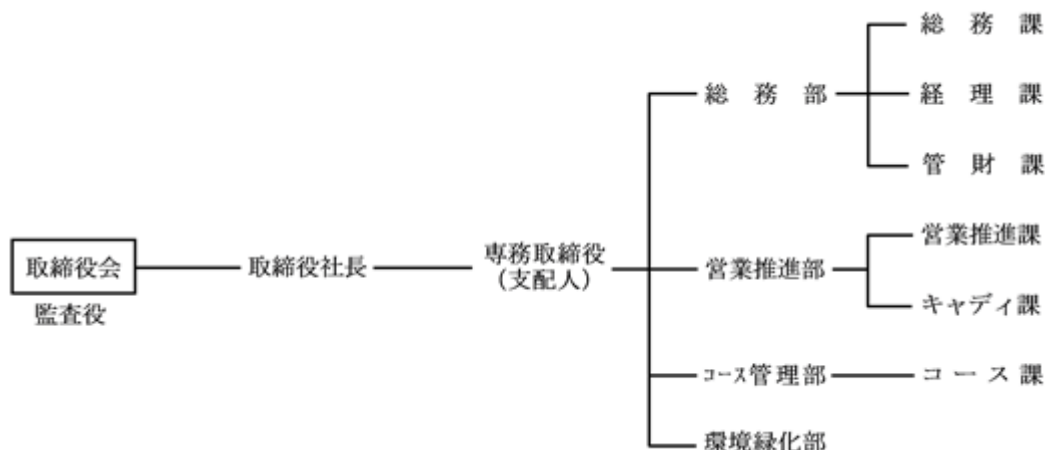 総務課
総務部
経理課
管財課
取締役会
監査役
取締役社長
専務取締役
（支配人）
営業推進部
営業推進課
キャディ課
コース管理部
コース課
環境緑化部